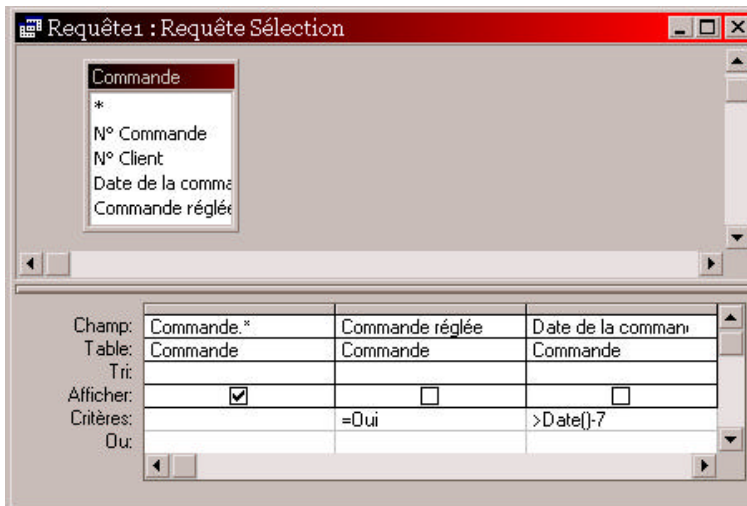 Requête1 : Requête Sélection
Commande
*
N° Commande
N° Client
Date de la comma
Commande réglée
Champ: Commande.* Commande réglée Date de la comman
Table: Commande Commande Commande
Tri:
Afficher:
Critères: =Oui >Date()-7
Ou: